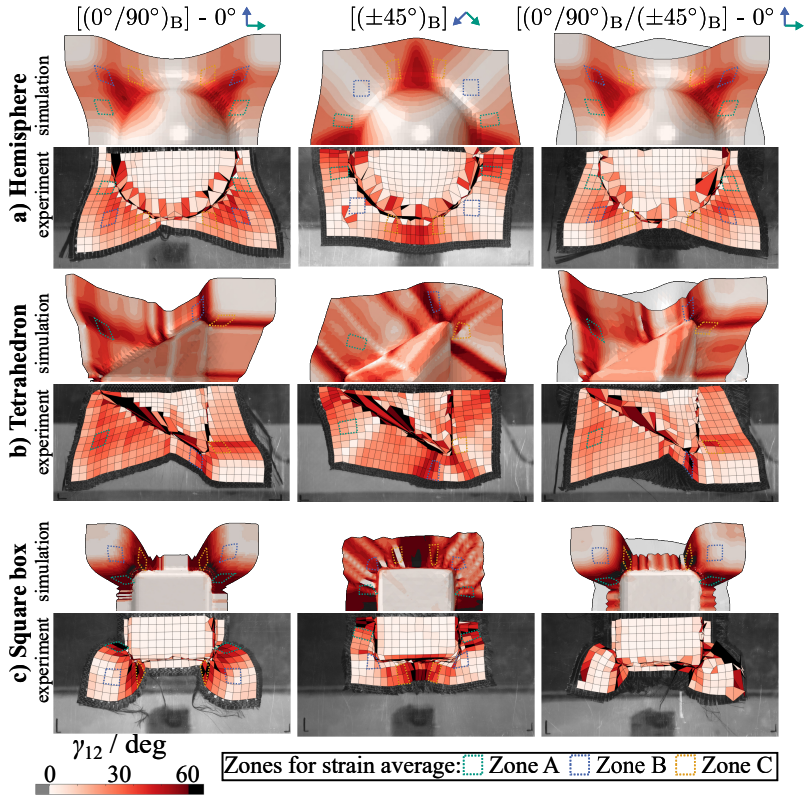 [(0°/90°)B] - 0°
[(±45°)B]
[(0°/90°)B/(±45°)B] - 0°
a) Hemisphere
simulation
experiment
b) Tetrahedron
simulation
experiment
c) Square box
simulation
experiment
γ12 / deg
0 30 60
Zones for strain average: Zone A Zone B Zone C